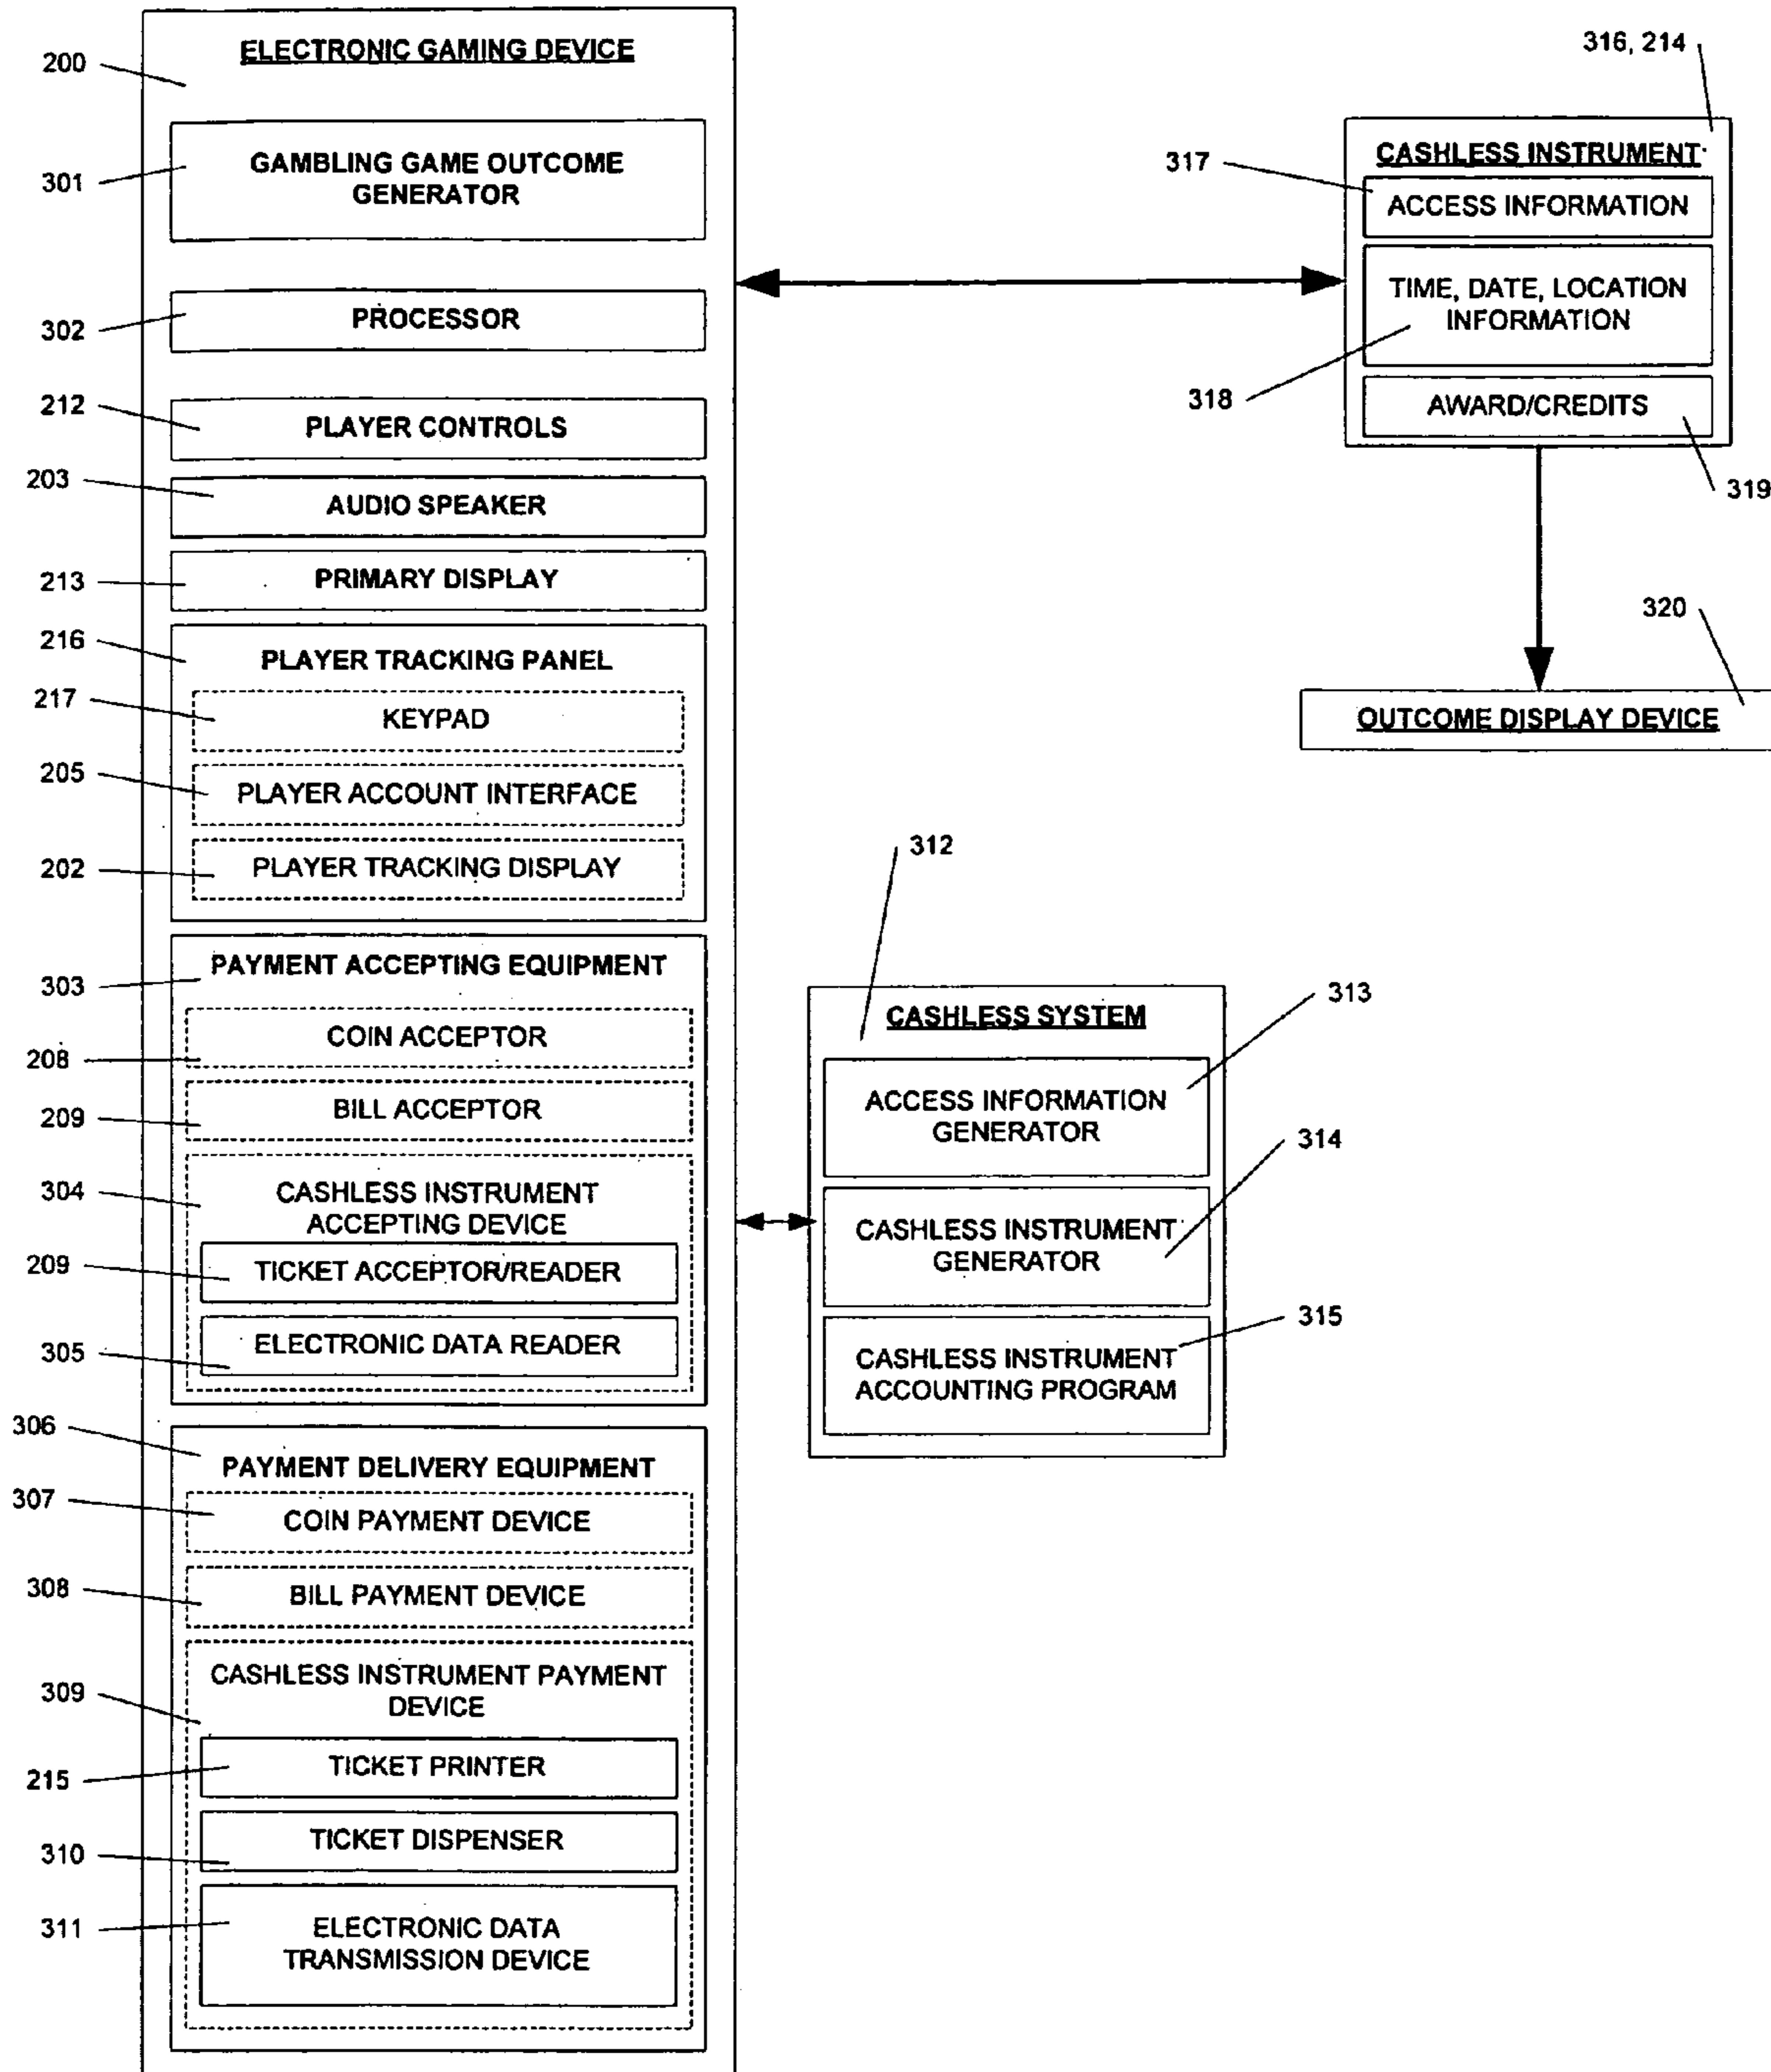 ELECTRONIC GAMING DEVICE
200
GAMBLING GAME OUTCOME
GENERATOR
301
PROCESSOR
302
212
PLAYER CONTROLS
203
AUDIO SPEAKER
PRIMARY DISPLAY
213
216
PLAYER TRACKING PANEL
217
KEYPAD
205
PLAYER ACCOUNT INTERFACE
PLAYER TRACKING DISPLAY
202
PAYMENT ACCEPTING EQUIPMENT
303
COIN ACCEPTOR
208
BILL ACCEPTOR
209
304
CASHLESS INSTRUMENT
ACCEPTING DEVICE
209
TICKET ACCEPTOR/READER
ELECTRONIC DATA READER
305
306
PAYMENT DELIVERY EQUIPMENT
307
COIN PAYMENT DEVICE
308
BILL PAYMENT DEVICE
CASHLESS INSTRUMENT PAYMENT
DEVICE
309
TICKET PRINTER
215
TICKET DISPENSER
310
311
ELECTRONIC DATA
TRANSMISSION DEVICE
316, 214
CASHLESS INSTRUMENT
317
ACCESS INFORMATION
TIME, DATE, LOCATION
INFORMATION
318
AWARD/CREDITS
319
320
OUTCOME DISPLAY DEVICE
312
CASHLESS SYSTEM
313
ACCESS INFORMATION
GENERATOR
314
CASHLESS INSTRUMENT
GENERATOR
315
CASHLESS INSTRUMENT
ACCOUNTING PROGRAM